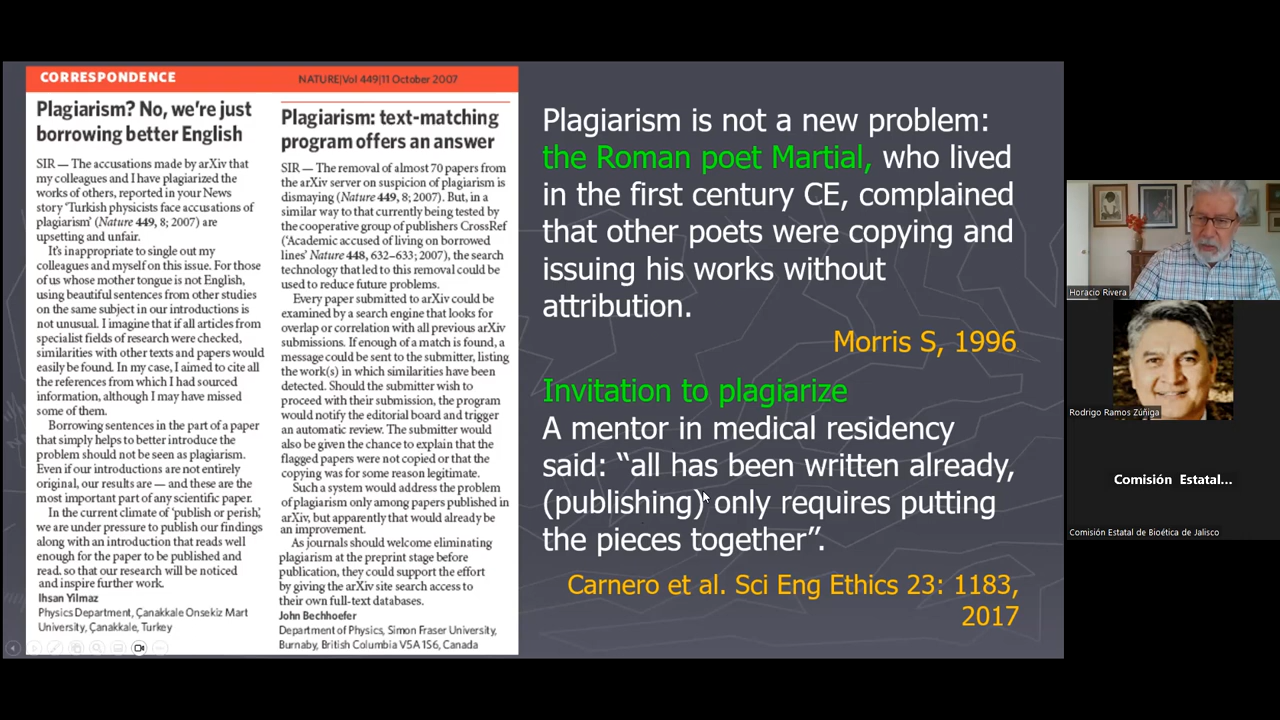 CORRESPONDENCE
NATURE|Vol 449|11 October 2007
Plagiarism? No, we're just
borrowing better English
SIR — The accusations made by arXiv that
my colleagues and I have plagiarized the
works of others, reported in your News
story 'Turkish physicists face accusations of
plagiarism' (Nature 449, 8; 2007) are
upsetting and unfair.
It's inappropriate to single out my
colleagues and myself on this issue. For those
of us whose mother tongue is not English,
using beautiful sentences from other studies
on the same subject in our introductions is
not unusual. I imagine that if all articles from
specialist fields of research were checked,
similarities with other texts and papers would
easily be found. In my case, I aimed to cite all
the references from which I had sourced
information, although I may have missed
some of them.
Borrowing sentences in the part of a paper
that simply helps to better introduce the
problem should not be seen as plagiarism.
Even if our introductions are not entirely
original, our results are — and these are the
most important part of any scientific paper.
In the current climate of 'publish or perish',
we are under pressure to publish our findings
along with an introduction that reads well
enough for the paper to be published and
read, so that our research will be noticed
and inspire further work.
Ihsan Yilmaz
Physics Department, Çanakkale Onsekiz Mart
University, Çanakkale, Turkey
Plagiarism: text-matching
program offers an answer
SIR — The removal of almost 70 papers from
the arXiv server on suspicion of plagiarism is
dismaying (Nature 449, 8; 2007). But, in a
similar way to that currently being tested by
the cooperative group of publishers CrossRef
('Academic accused of living on borrowed
lines' Nature 448, 632–633; 2007), the search
technology that led to this removal could be
used to reduce future problems.
Every paper submitted to arXiv could be
examined by a search engine that looks for
overlap or correlation with all previous arXiv
submissions. If enough of a match is found, a
message could be sent to the submitter, listing
the work(s) in which similarities have been
detected. Should the submitter wish to
proceed with their submission, the program
would notify the editorial board and trigger
an automatic review. The submitter would
also be given the chance to explain that the
flagged papers were not copied or that the
copying was for some reason legitimate.
Such a system would address the problem
of plagiarism only among papers published in
arXiv, but apparently that would already be
an improvement.
As journals should welcome eliminating
plagiarism at the preprint stage before
publication, they could support the effort
by giving the arXiv site search access to
their own full-text databases.
John Bechhoefer
Department of Physics, Simon Fraser University,
Burnaby, British Columbia V5A 1S6, Canada
Plagiarism is not a new problem:
the Roman poet Martial, who lived
in the first century CE, complained
that other poets were copying and
issuing his works without
attribution.
Morris S, 1996
Invitation to plagiarize
A mentor in medical residency
said: “all has been written already,
(publishing) only requires putting
the pieces together”.
Carnero et al. Sci Eng Ethics 23: 1183,
2017
Horacio Rivera
Rodrigo Ramos Zúñiga
Comisión Estatal...
Comisión Estatal de Bioética de Jalisco